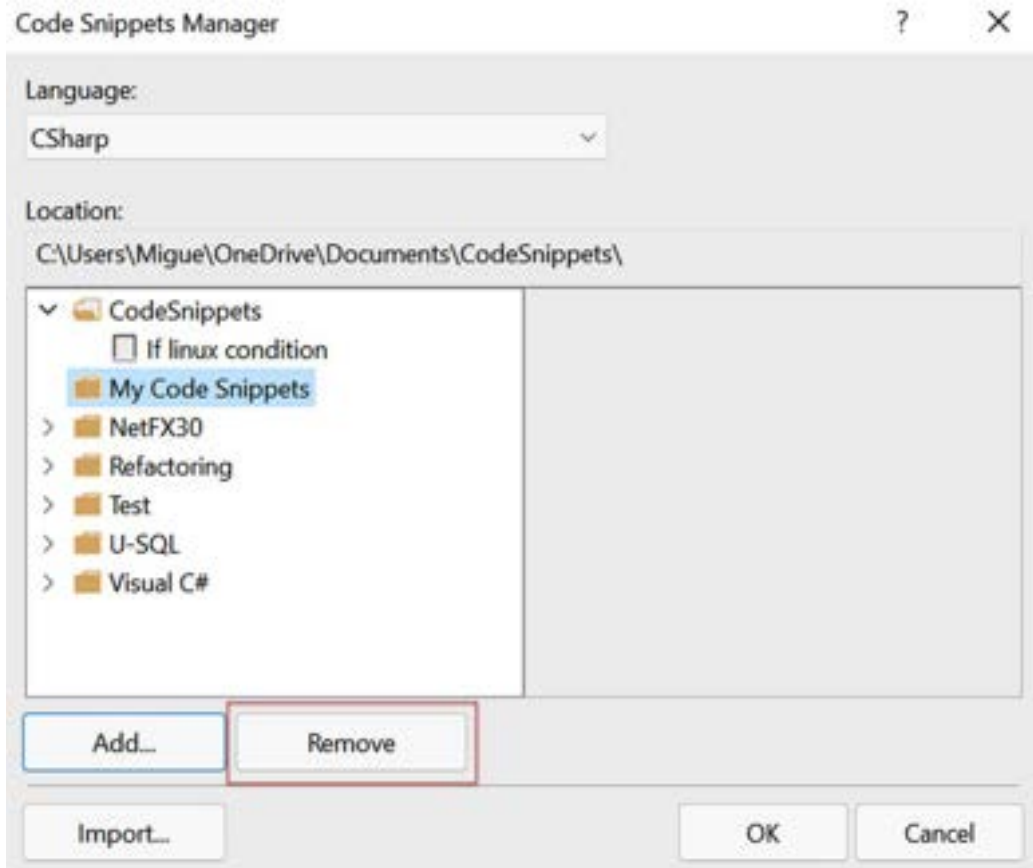 Code Snippets Manager ? ✕
Language:
CSharp
Location:
C:\Users\Migue\OneDrive\Documents\CodeSnippets\
CodeSnippets
If linux condition
My Code Snippets
NetFX30
Refactoring
Test
U-SQL
Visual C#
Add... Remove
Import... OK Cancel